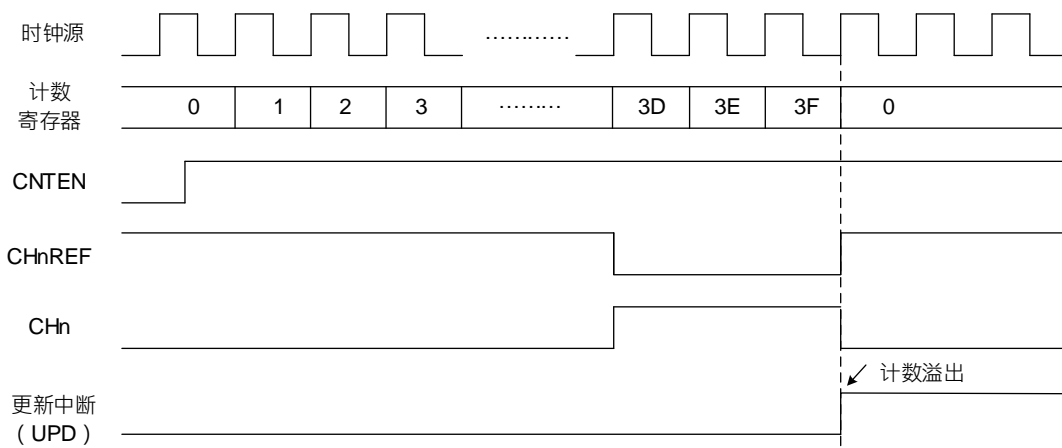 时钟源
…………
计数
寄存器
0 1 2 3 ……… 3D 3E 3F 0
CNTEN
CHnREF
CHn
计数溢出
更新中断
（UPD）